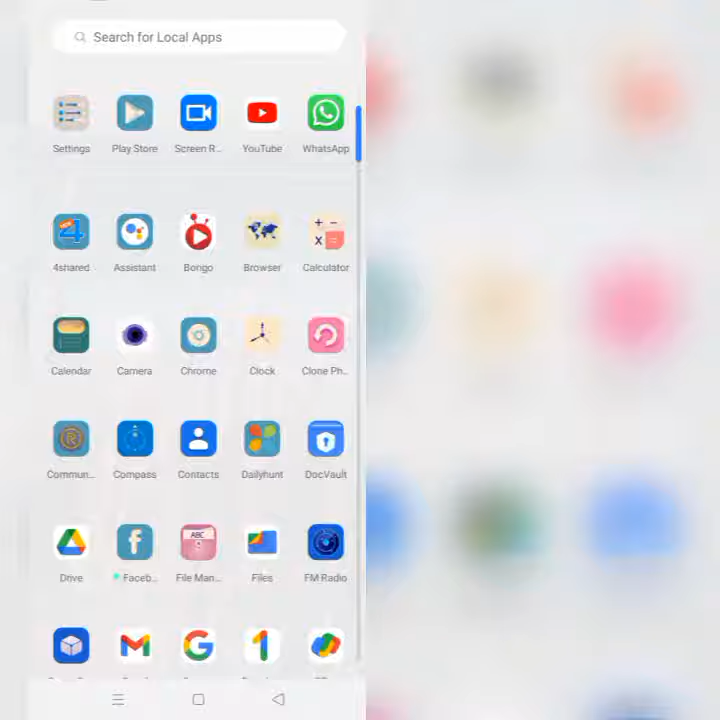 Search for Local Apps
Settings Play Store Screen R... YouTube WhatsApp
4shared Assistant Bongo Browser Calculator
Calendar Camera Chrome Clock Clone Ph...
Commun... Compass Contacts Dailyhunt DocVault
ABC
Drive Faceb... File Man... Files FM Radio